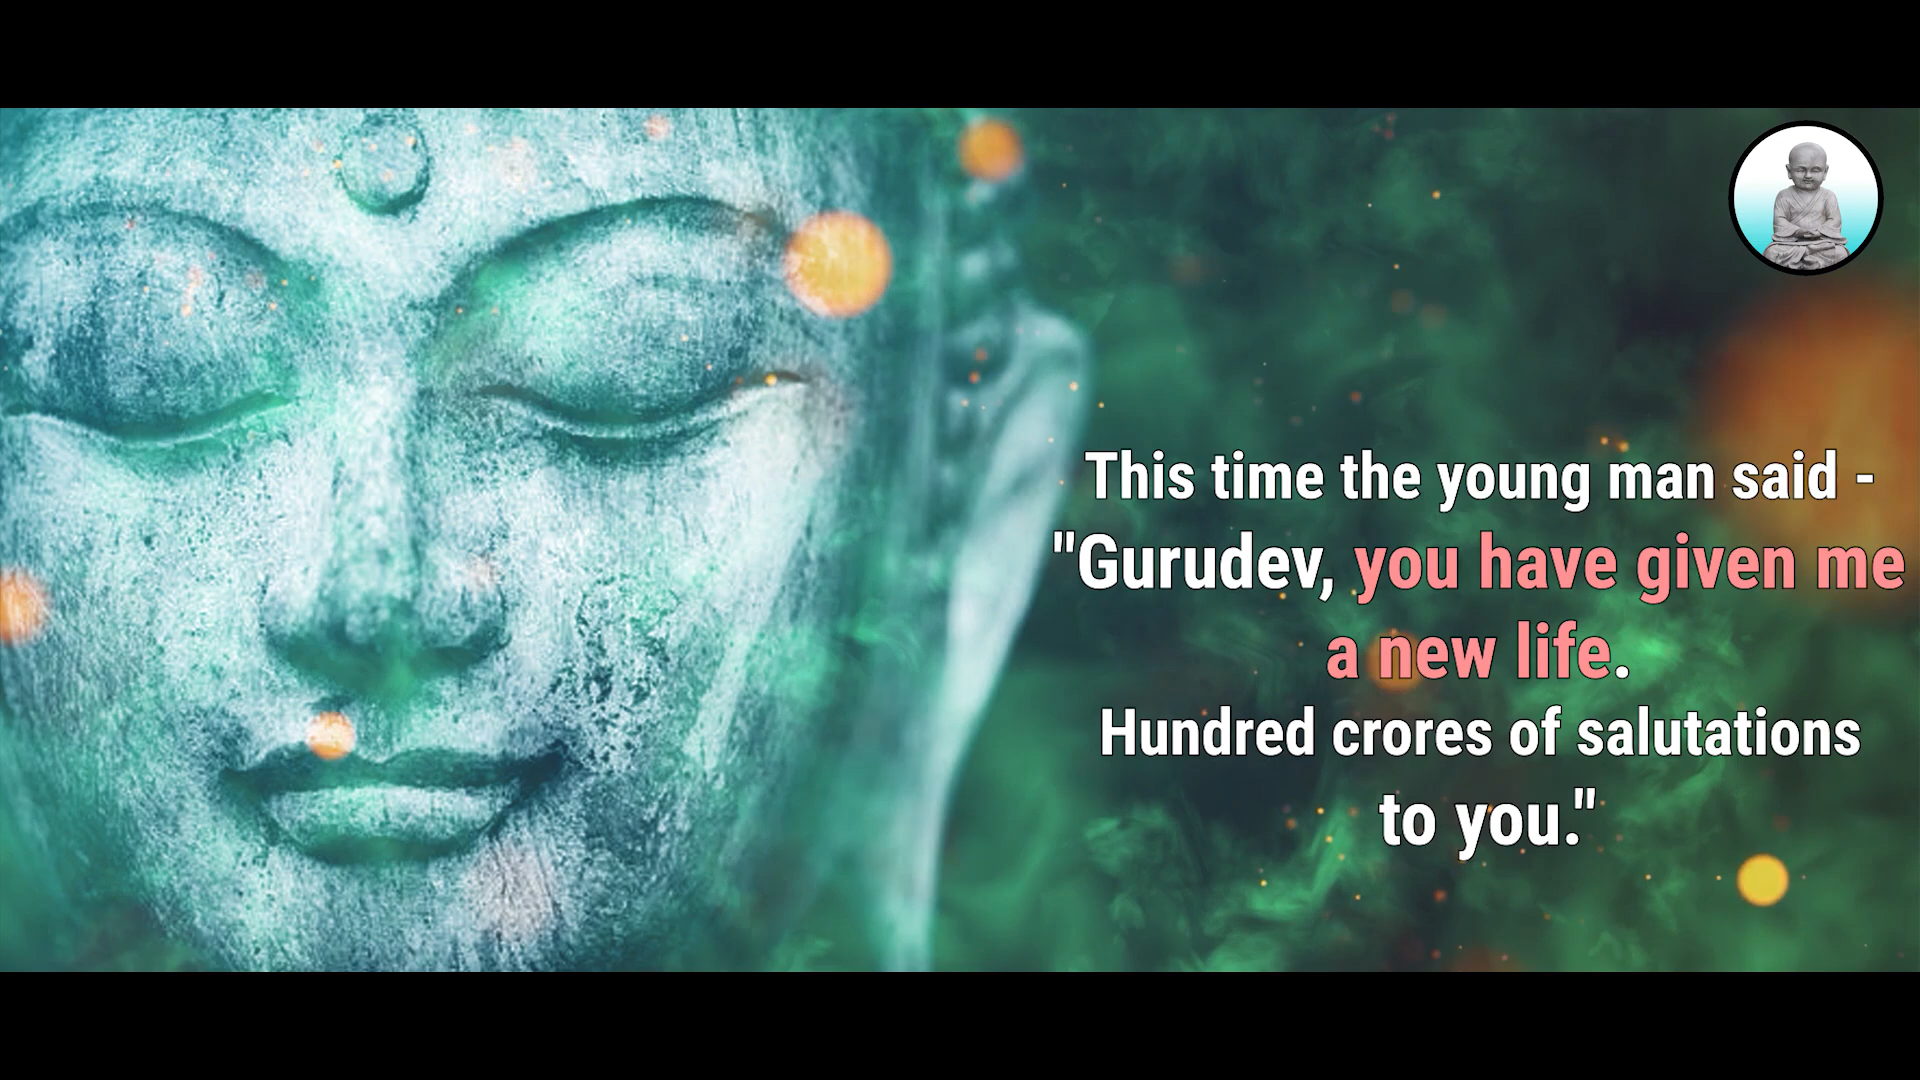 This time the young man said -
"Gurudev, you have given me
a new life.
Hundred crores of salutations
to you."